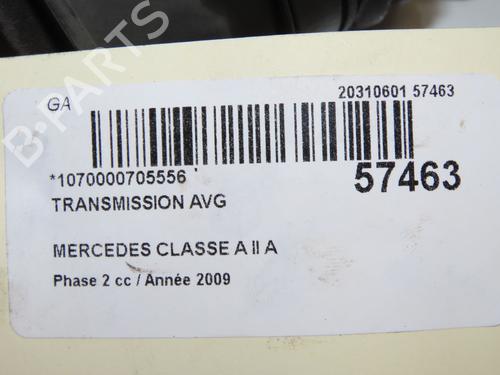 GA
20310601 57463
*1070000705556
57463
TRANSMISSION AVG
MERCEDES CLASSE A II A
Phase 2 cc / Année 2009
B-PARTS